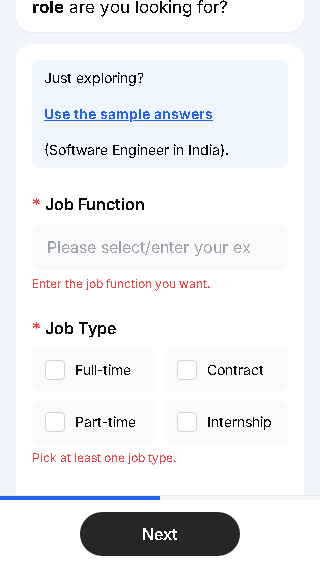 role are you looking for?
Just exploring?
Use the sample answers
(Software Engineer in India).
* Job Function
Please select/enter your ex
Enter the job function you want.
* Job Type
Full-time
Contract
Part-time
Internship
Pick at least one job type.
Next